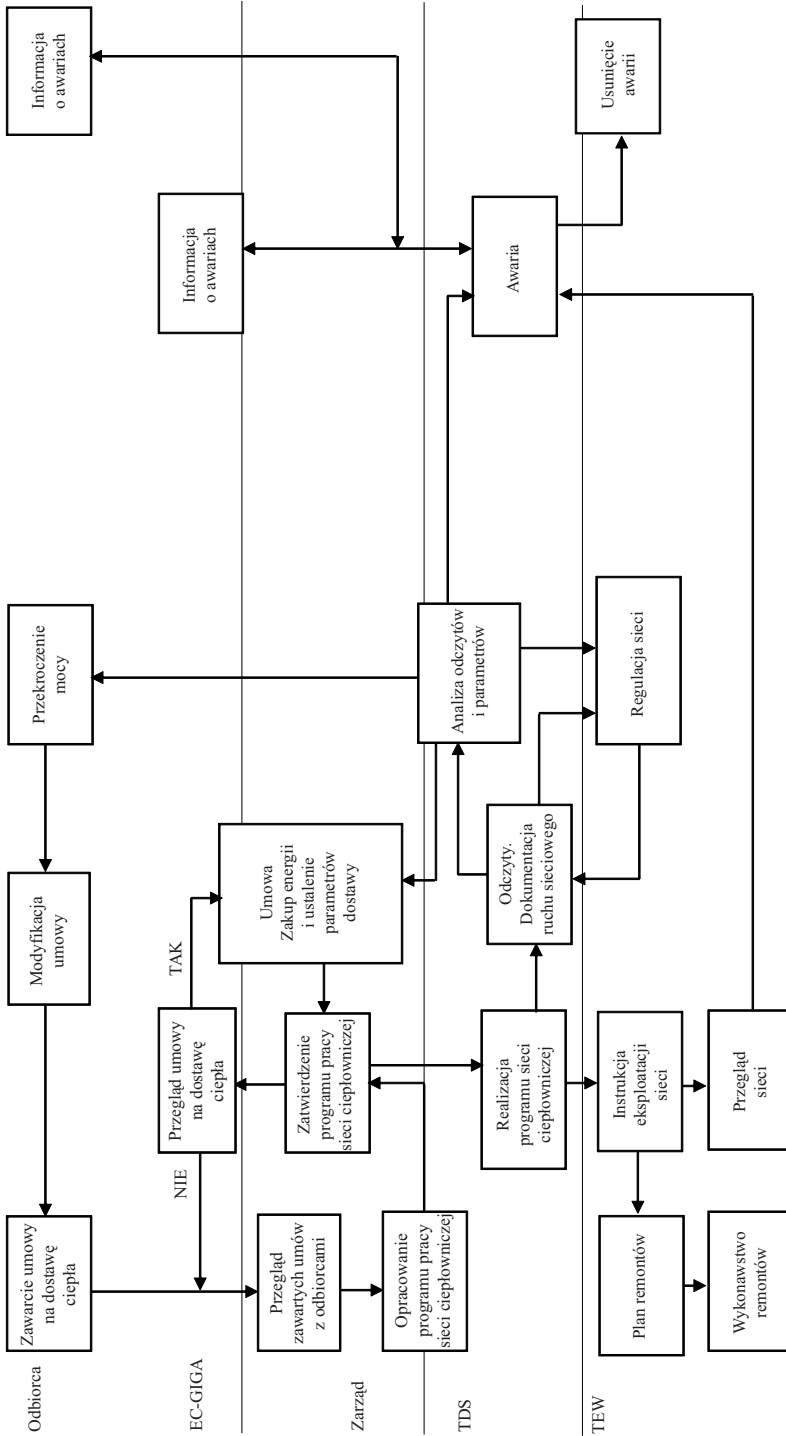 Odbiorca
Zawarcie umowy
na dostawę
ciepła
Modyfikacja
umowy
Przekroczenie
mocy
Informacja
o awariach
EC-GIGA
NIE
Przegląd umowy
na dostawę
ciepła
TAK
Informacja
o awariach
Zarząd
Przegląd
zawartych umów
z odbiorcami
Zatwierdzenie
programu pracy
sieci ciepłowniczej
Umowa
Zakup energii
i ustalenie
parametrów
dostawy
TDS
Opracowanie
programu pracy
sieci ciepłowniczej
Realizacja
programu sieci
ciepłowniczej
Odczyty.
Dokumentacja
ruchu sieciowego
Analiza odczytów
i parametrów
Awaria
TEW
Plan remontów
Instrukcja
eksploatacji
sieci
Regulacja sieci
Usunięcie
awarii
Wykonawstwo
remontów
Przegląd
sieci